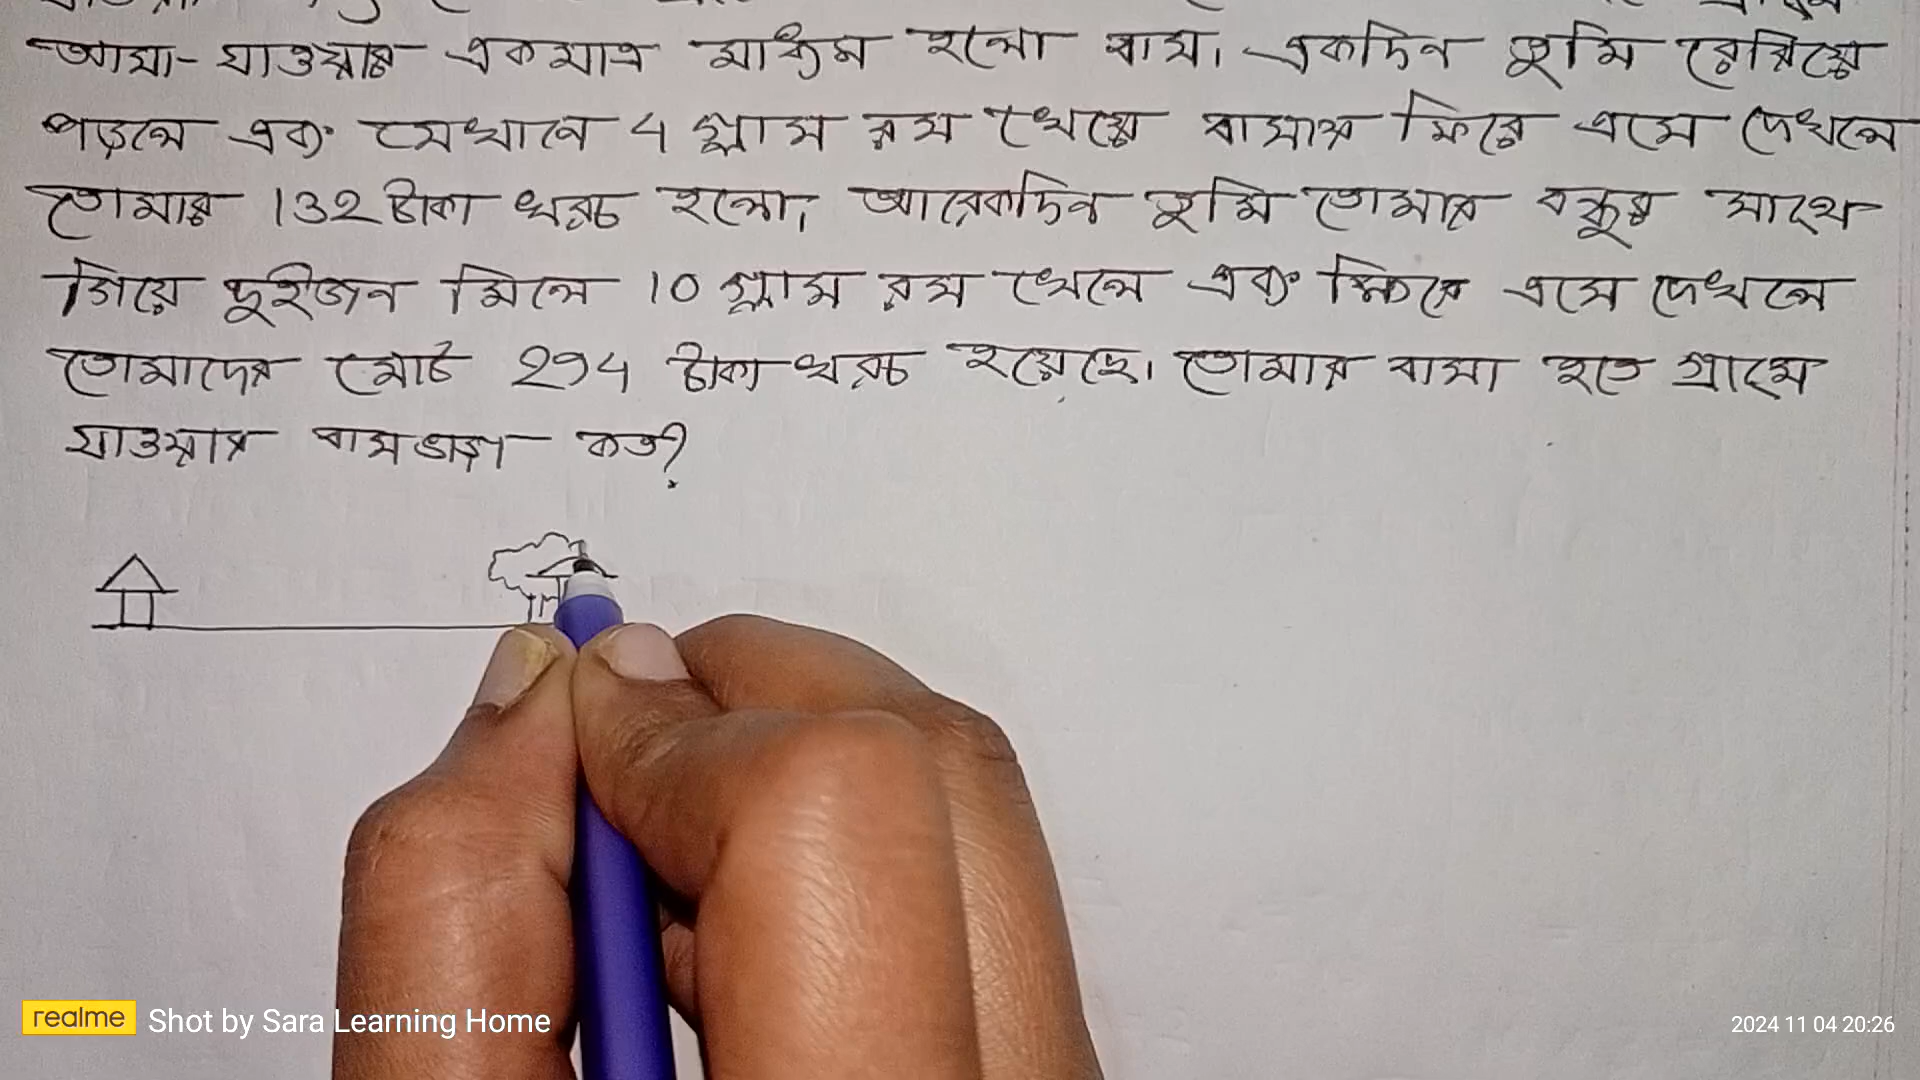 আসা-যাওয়ার একমাত্র মাধ্যম হলো বাস। একদিন তুমি বেরিয়ে
পড়লে এবং সেখানে 4 গ্লাস রস খেয়ে বাসায় ফিরে এসে দেখলে
তোমার 132 টাকা খরচ হলো। আরেকদিন তুমি তোমার বন্ধুর সাথে
গিয়ে দুইজন মিলে 10 গ্লাস রস খেলে এবং ফিরে এসে দেখলে
তোমাদের মোট 294 টাকা খরচ হয়েছে। তোমার বাসা হতে গ্রামে
যাওয়ার বাসভাড়া কত?
realme Shot by Sara Learning Home
2024 11 04 20:26